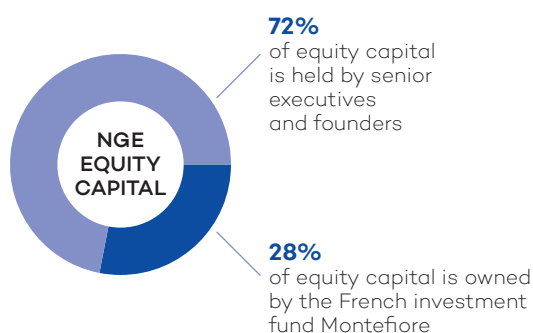 72%
of equity capital
is held by senior
executives
and founders
NGE
EQUITY
CAPITAL
28%
of equity capital is owned
by the French investment
fund Montefiore